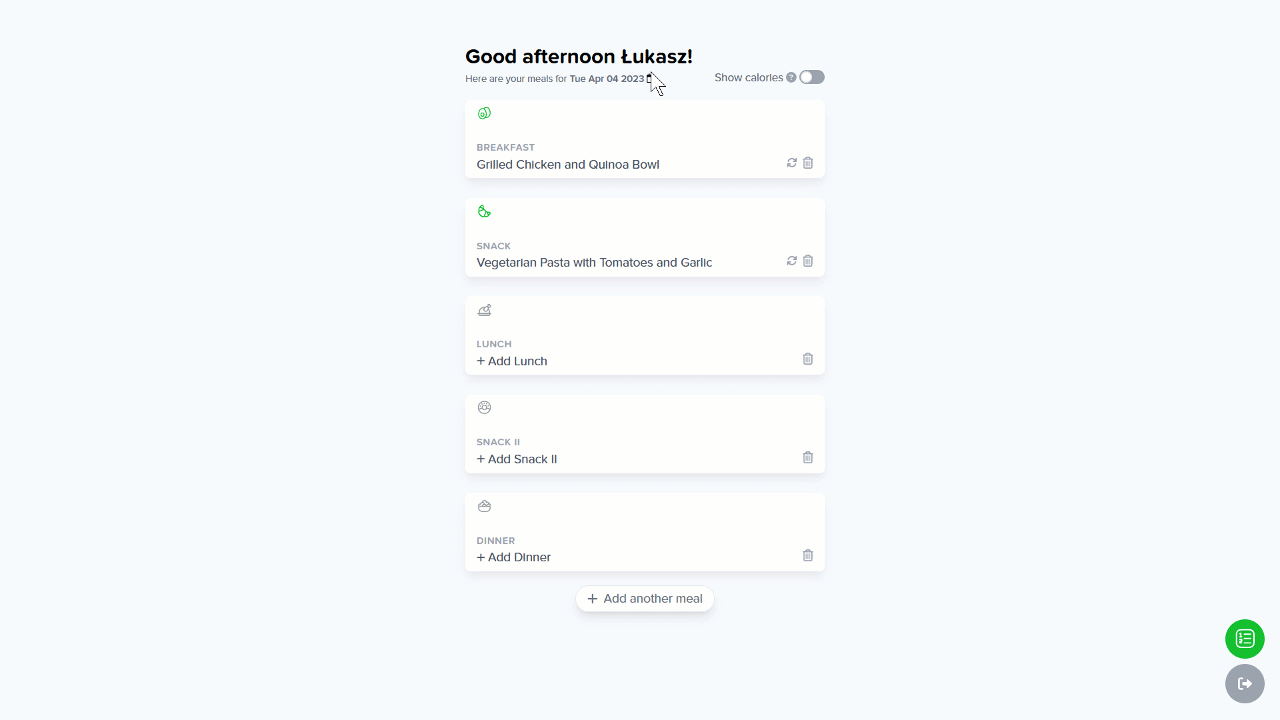 Good afternoon Łukasz!
Here are your meals for Tue Apr 04 2023
Show calories ?
BREAKFAST
Grilled Chicken and Quinoa Bowl
SNACK
Vegetarian Pasta with Tomatoes and Garlic
LUNCH
+ Add Lunch
SNACK II
+ Add Snack II
DINNER
+ Add Dinner
+ Add another meal